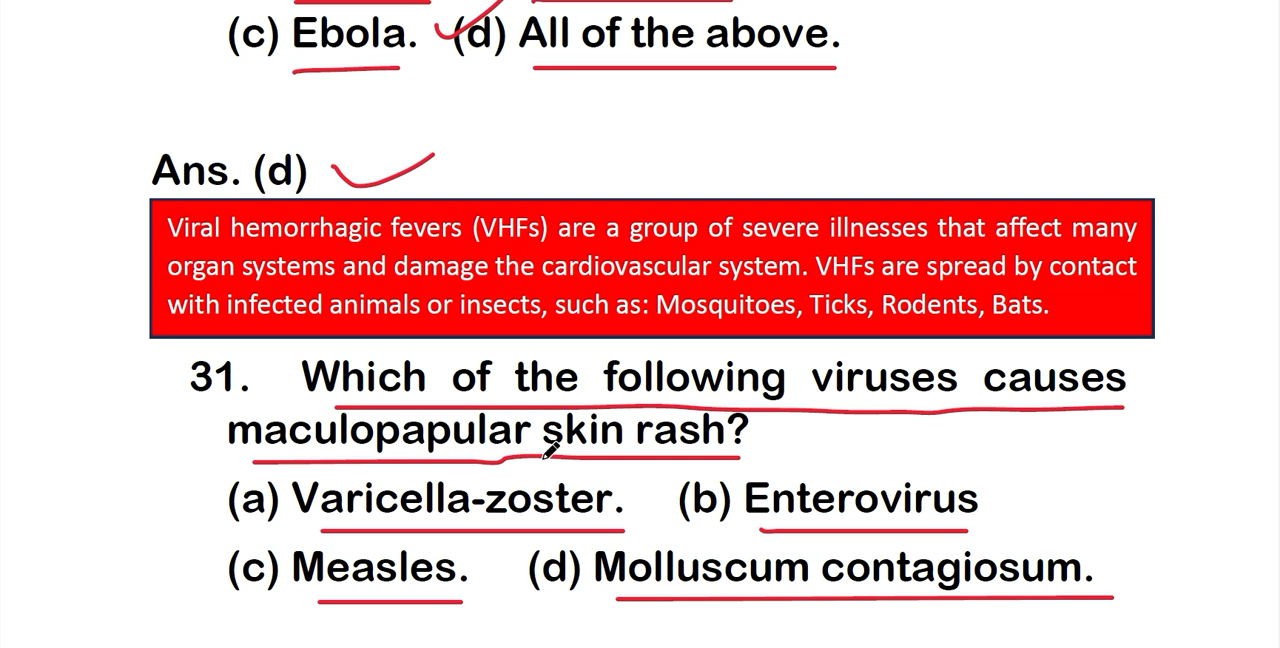 (c) Ebola. (d) All of the above.
Ans. (d)
Viral hemorrhagic fevers (VHFs) are a group of severe illnesses that affect many
organ systems and damage the cardiovascular system. VHFs are spread by contact
with infected animals or insects, such as: Mosquitoes, Ticks, Rodents, Bats.
31. Which of the following viruses causes
maculopapular skin rash?
(a) Varicella-zoster. (b) Enterovirus
(c) Measles. (d) Molluscum contagiosum.